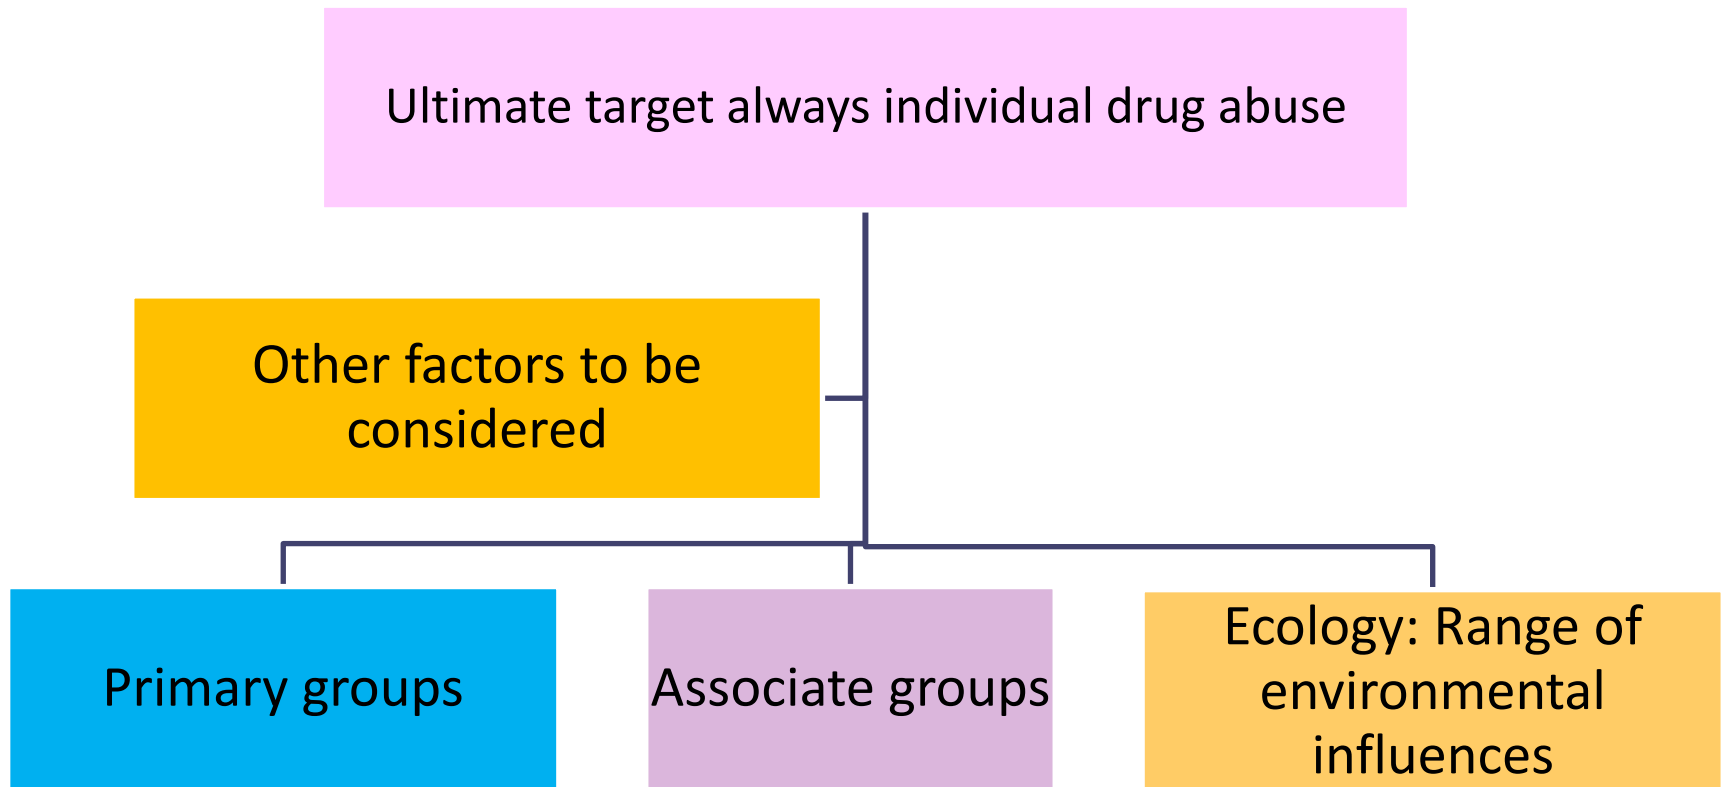 Ultimate target always individual drug abuse
Other factors to be
considered
Primary groups
Associate groups
Ecology: Range of
environmental
influences